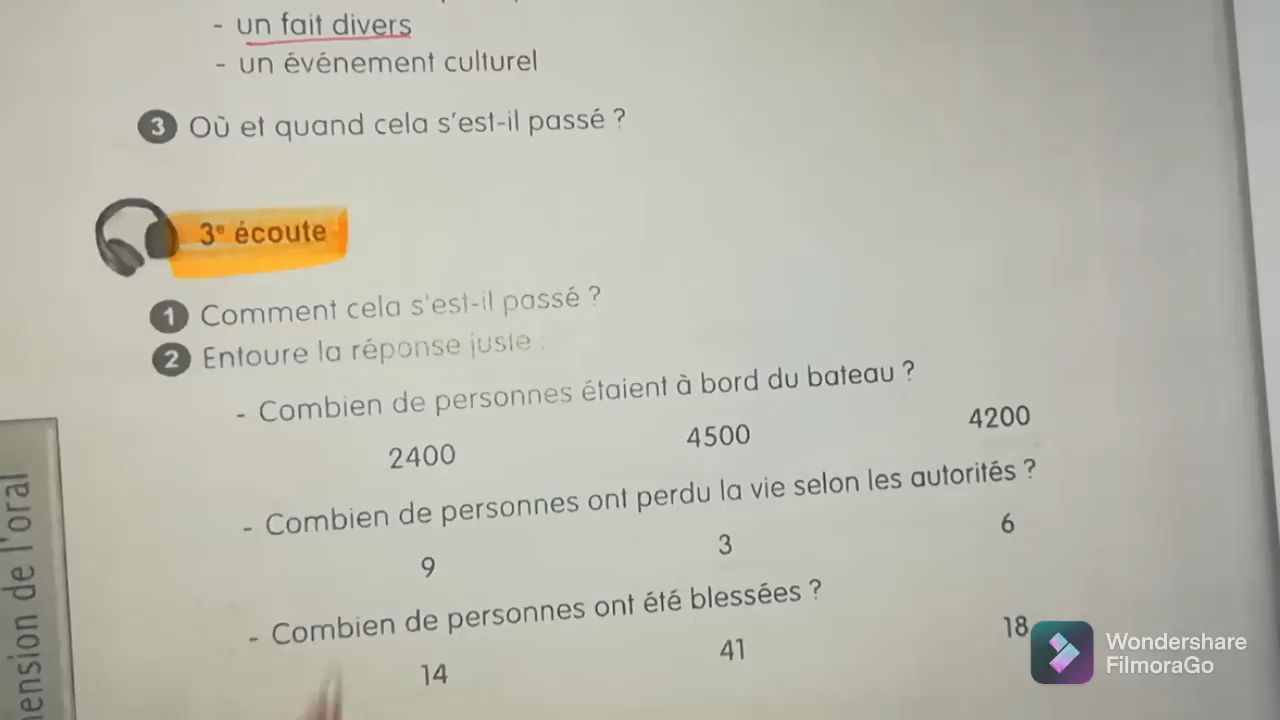 - un fait divers
- un événement culturel
3 Où et quand cela s'est-il passé ?
3e écoute
1 Comment cela s'est-il passé ?
2 Entoure la réponse juste :
- Combien de personnes étaient à bord du bateau ?
2400 4500 4200
- Combien de personnes ont perdu la vie selon les autorités ?
9 3 6
- Combien de personnes ont été blessées ?
14 41 18
Wondershare
FilmoraGo
de l'oral